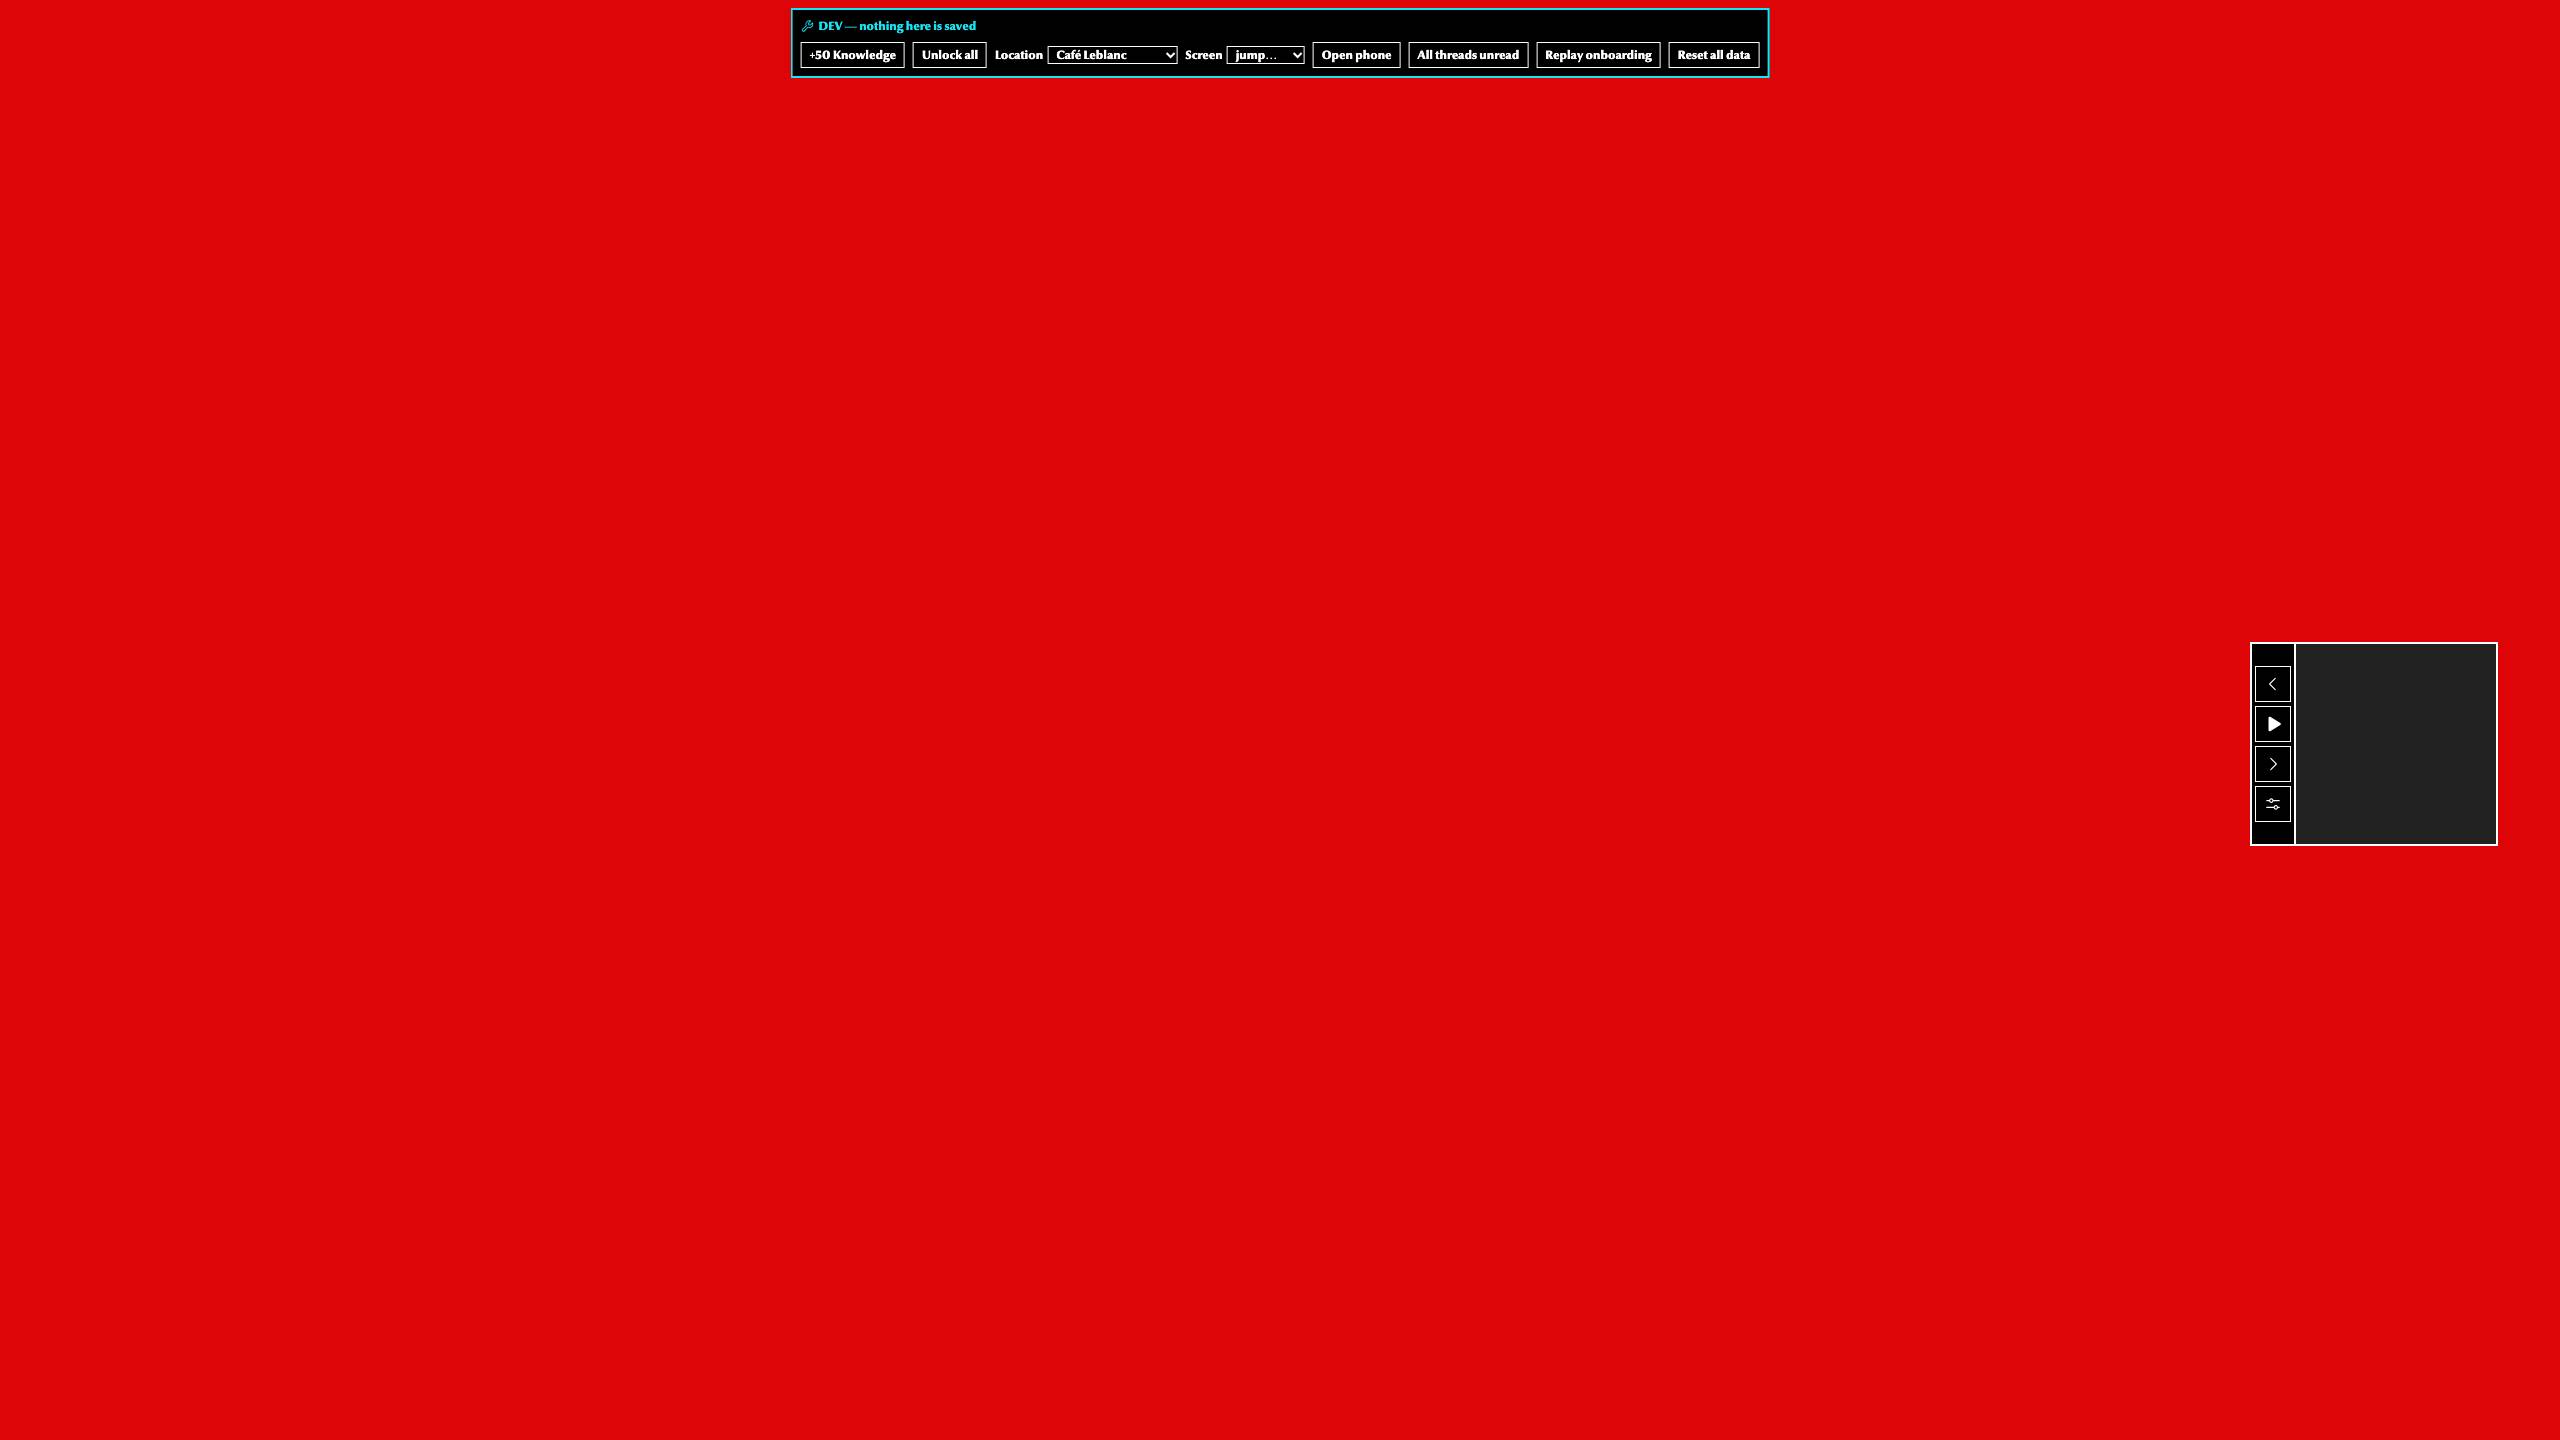 DEV — nothing here is saved
+50 Knowledge Unlock all Location Café Leblanc Screen jump... Open phone All threads unread Replay onboarding Reset all data